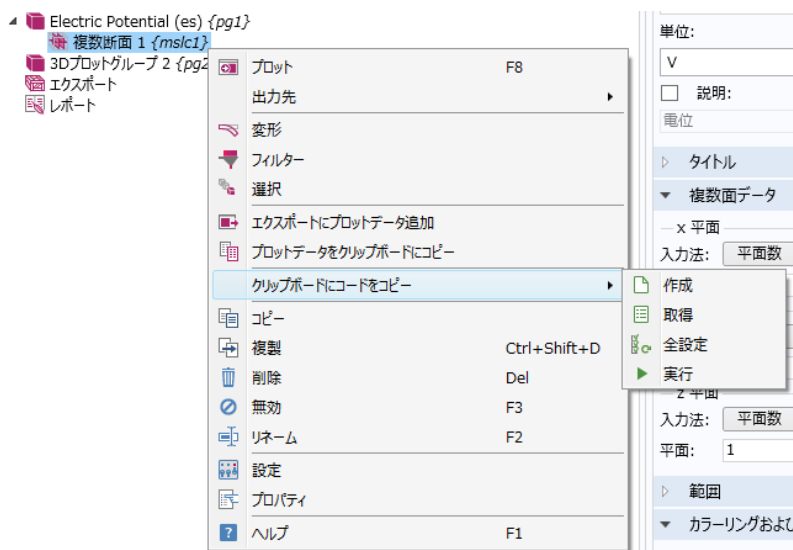 Electric Potential (es) {pg1}
複数断面 1 {mslc1}
3Dプロットグループ 2 {pg2
エクスポート
レポート
プロット F8
出力先
変形
フィルター
選択
エクスポートにプロットデータ追加
プロットデータをクリップボードにコピー
クリップボードにコードをコピー
コピー
複製 Ctrl+Shift+D
削除 Del
無効 F3
リネーム F2
設定
プロパティ
ヘルプ F1
作成
取得
全設定
実行
単位:
V
説明:
電位
タイトル
複数面データ
x 平面
入力法: 平面数
z 平面
入力法: 平面数
平面: 1
範囲
カラーリングおよび